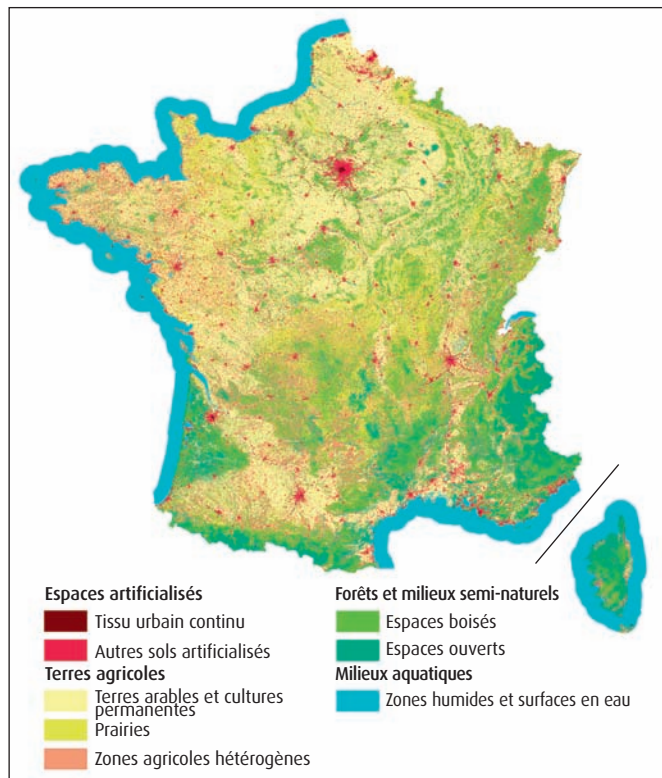 Espaces artificialisés
Tissu urbain continu
Autres sols artificialisés
Terres agricoles
Terres arables et cultures
permanentes
Prairies
Zones agricoles hétérogènes
Forêts et milieux semi-naturels
Espaces boisés
Espaces ouverts
Milieux aquatiques
Zones humides et surfaces en eau